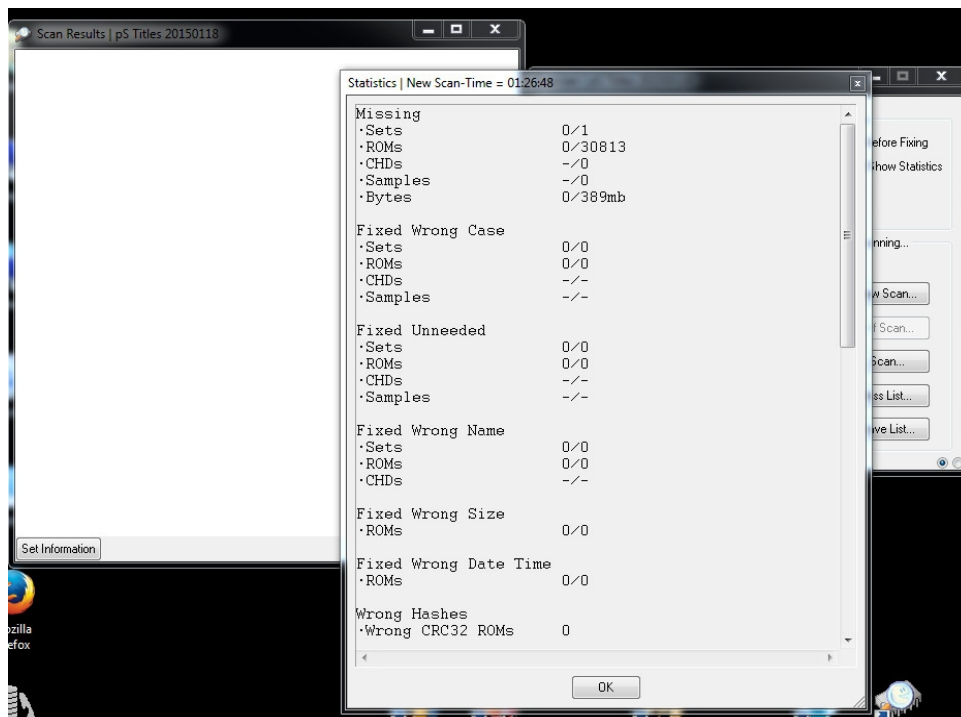 Scan Results | pS Titles 20150118
Statistics | New Scan-Time = 01:26:48
Missing
·Sets 0/1
·ROMs 0/30813
·CHDs -/0
·Samples -/0
·Bytes 0/389mb
Fixed Wrong Case
·Sets 0/0
·ROMs 0/0
·CHDs -/-
·Samples -/-
Fixed Unneeded
·Sets 0/0
·ROMs 0/0
·CHDs -/-
·Samples -/-
Fixed Wrong Name
·Sets 0/0
·ROMs 0/0
·CHDs -/-
Fixed Wrong Size
·ROMs 0/0
Fixed Wrong Date Time
·ROMs 0/0
Wrong Hashes
·Wrong CRC32 ROMs 0
OK
efore Fixing
how Statistics
nning...
w Scan...
f Scan...
Scan...
ss List...
ve List...
Set Information
ozilla
efox